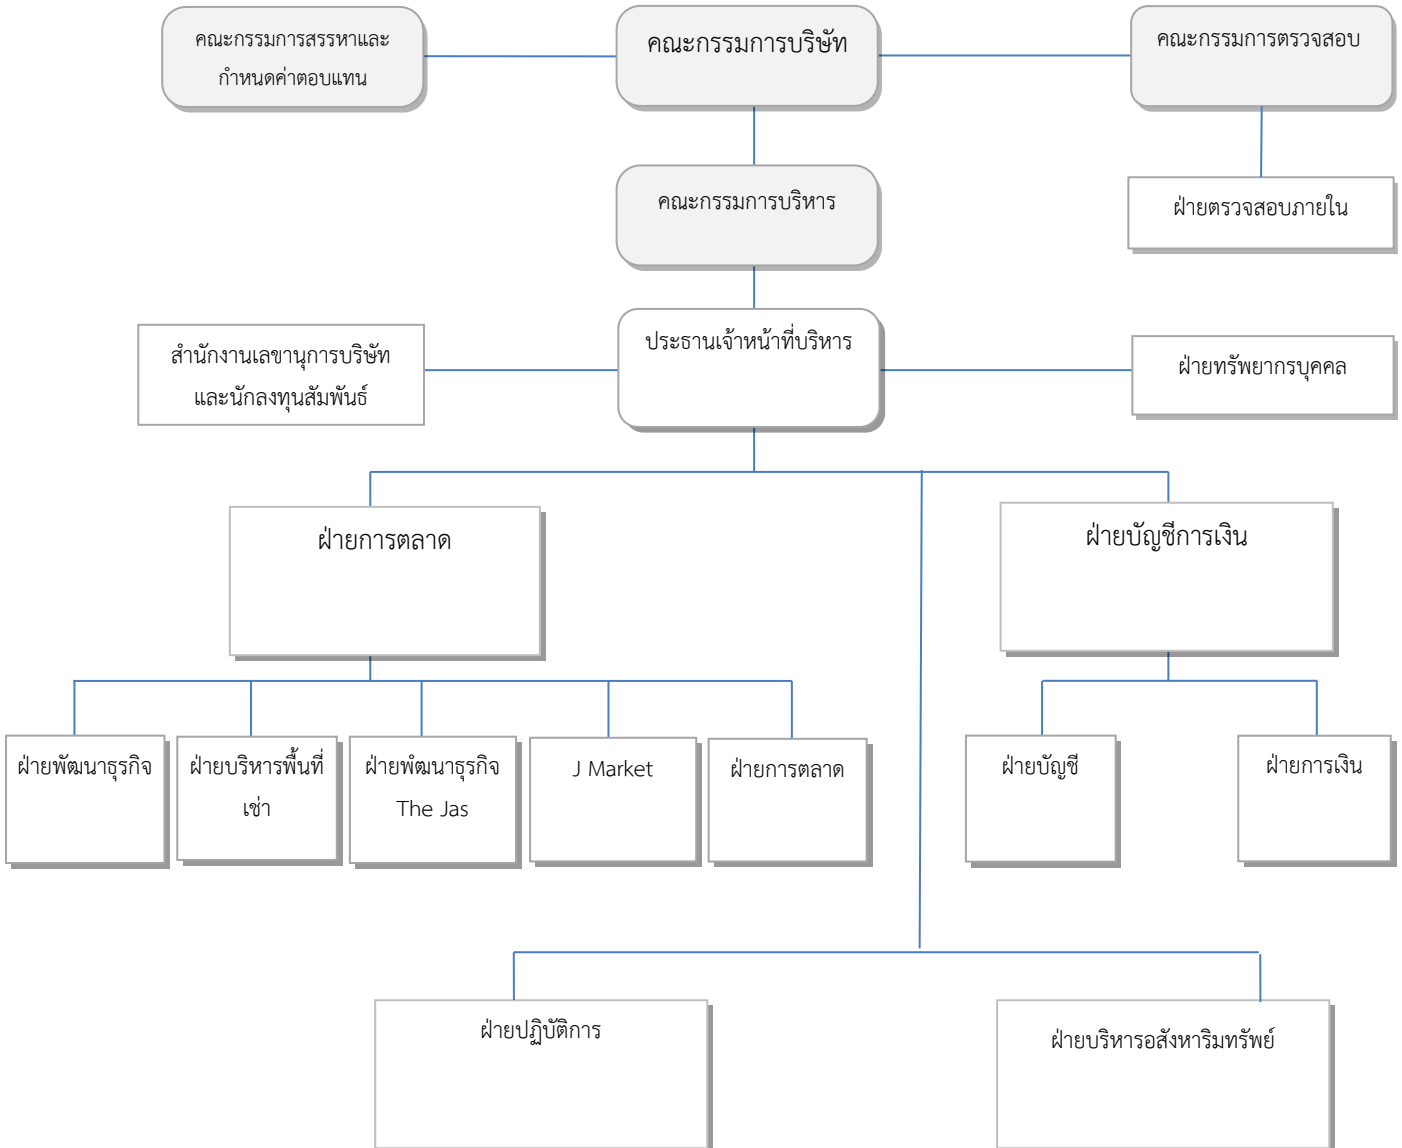 คณะกรรมการสรรหาและ
กำหนดค่าตอบแทน
คณะกรรมการบริษัท
คณะกรรมการตรวจสอบ
คณะกรรมการบริหาร
ฝ่ายตรวจสอบภายใน
สำนักงานเลขานุการบริษัท
และนักลงทุนสัมพันธ์
ประธานเจ้าหน้าที่บริหาร
ฝ่ายทรัพยากรบุคคล
ฝ่ายการตลาด
ฝ่ายบัญชีการเงิน
ฝ่ายพัฒนาธุรกิจ
ฝ่ายบริหารพื้นที่
เช่า
ฝ่ายพํฒนาธุรกิจ
The Jas
J Market
ฝ่ายการตลาด
ฝ่ายบัญชี
ฝ่ายการเงิน
ฝ่ายปฏิบัติการ
ฝ่ายบริหารอสังหาริมทรัพย์